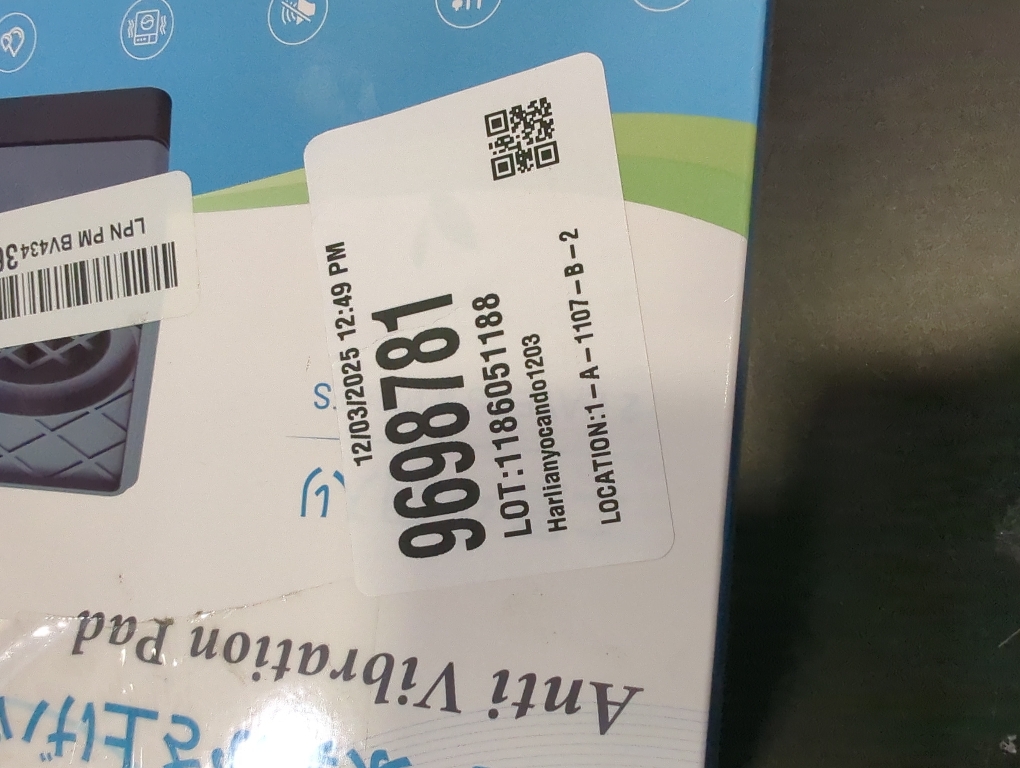 12/03/2025 12:49 PM
9698781
LOT:1186051188
Harlianyocando1203
LOCATION:1-A-1107-B-2
LPN PM BV434
Anti Vibration Pad